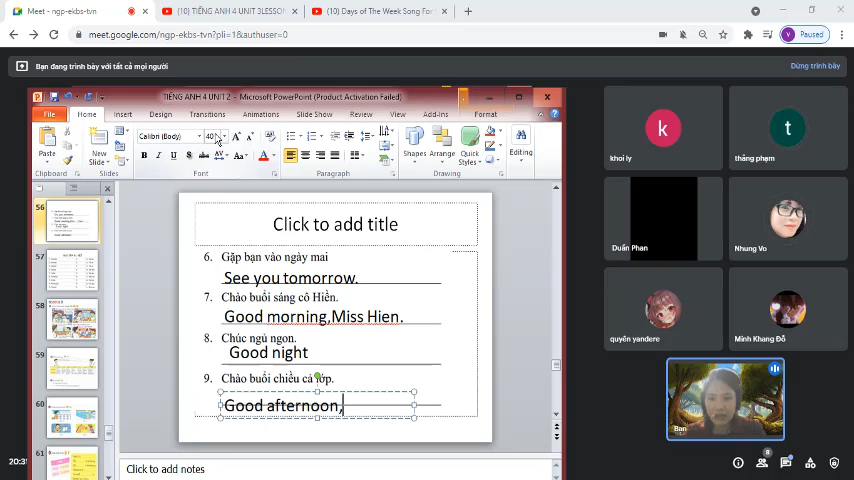 Meet - ngp-ekbs-tvn
(10) TIẾNG ANH 4 UNIT 3LESSON
(10) Days of The Week Song For
meet.google.com/ngp-ekbs-tvn?pli=1&authuser=0
Paused
Bạn đang trình bày với tất cả mọi người
Dừng trình bày
TIẾNG ANH 4 UNIT 2 - Microsoft PowerPoint (Product Activation Failed)
File
Home
Insert
Design
Transitions
Animations
Slide Show
Review
View
Add-Ins
Format
Calibri (Body)
40
Paste
New
Slide
Shapes
Arrange
Quick
Styles
Editing
Clipboard
Slides
Font
Paragraph
Drawing
56
57
58
59
60
61
Click to add title
6. Gặp bạn vào ngày mai
See you tomorrow.
7. Chào buổi sáng cô Hiền.
Good morning,Miss Hien.
8. Chúc ngủ ngon.
Good night
9. Chào buổi chiều cả lớp.
Good afternoon,
Click to add notes
k
khoi ly
t
thắng phạm
Duẩn Phan
Nhung Vo
quyên yandere
Minh Khang Đỗ
Bạn
8